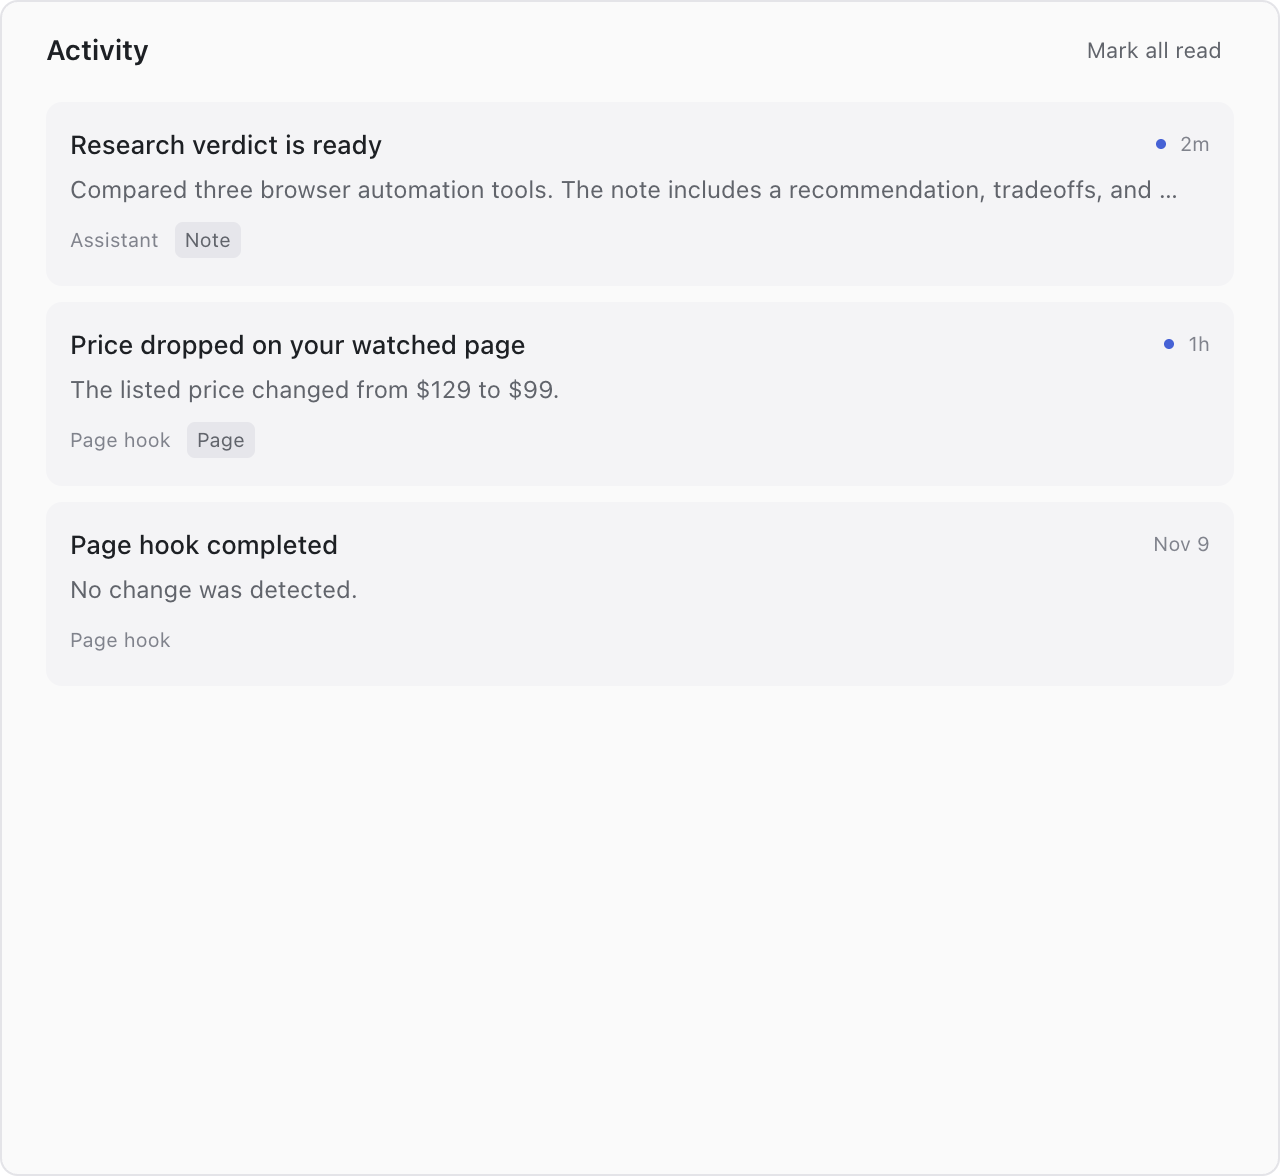 Activity
Mark all read
Research verdict is ready
2m
Compared three browser automation tools. The note includes a recommendation, tradeoffs, and ...
Assistant Note
Price dropped on your watched page
1h
The listed price changed from $129 to $99.
Page hook Page
Page hook completed
Nov 9
No change was detected.
Page hook